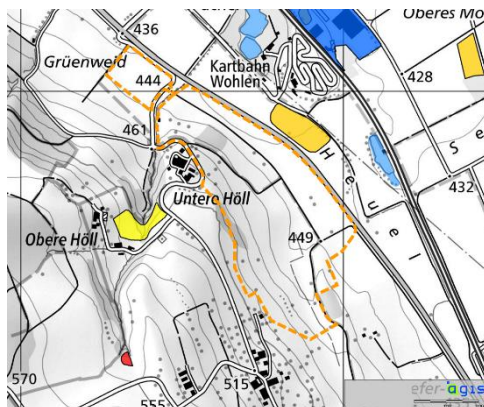 436
Oberes Mo
Grüenweid
Kartbahn
Wohlen
444
428
461
H e u e l
S e
432
Untere Höll
Obere Höll
449
570
515
555
efer-agis